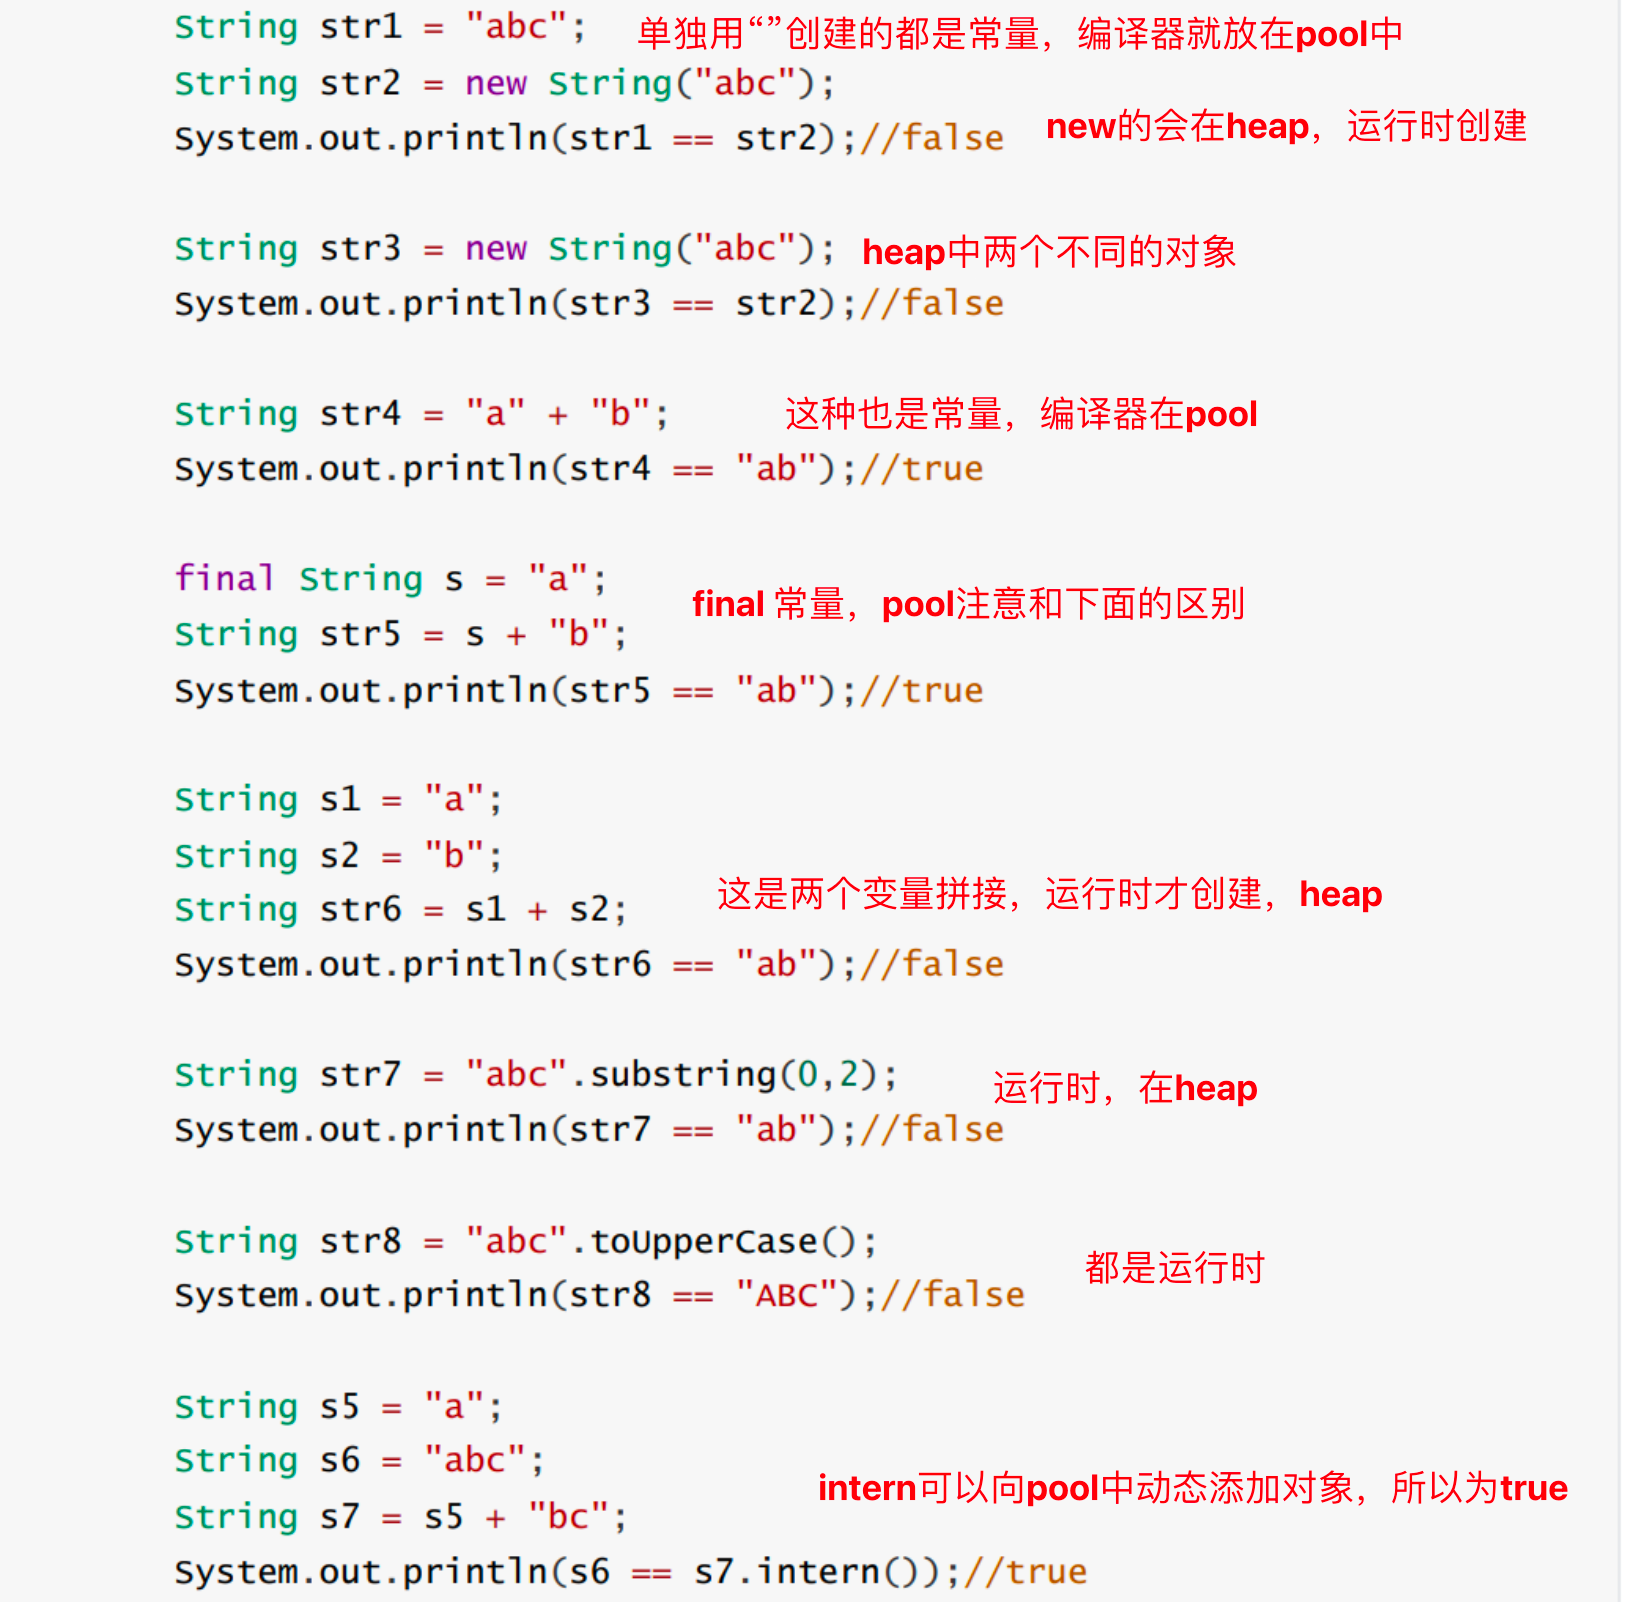 String str1 = "abc"; 单独用“”创建的都是常量，编译器就放在pool中
String str2 = new String("abc");
System.out.println(str1 == str2);//false new的会在heap，运行时创建
String str3 = new String("abc"); heap中两个不同的对象
System.out.println(str3 == str2);//false
String str4 = "a" + "b"; 这种也是常量，编译器在pool
System.out.println(str4 == "ab");//true
final String s = "a";
final 常量，pool注意和下面的区别
String str5 = s + "b";
System.out.println(str5 == "ab");//true
String s1 = "a";
String s2 = "b";
这是两个变量拼接，运行时才创建，heap
String str6 = s1 + s2;
System.out.println(str6 == "ab");//false
String str7 = "abc".substring(0,2); 运行时，在heap
System.out.println(str7 == "ab");//false
String str8 = "abc".toUpperCase();
都是运行时
System.out.println(str8 == "ABC");//false
String s5 = "a";
String s6 = "abc";
intern可以向pool中动态添加对象，所以为true
String s7 = s5 + "bc";
System.out.println(s6 == s7.intern());//true